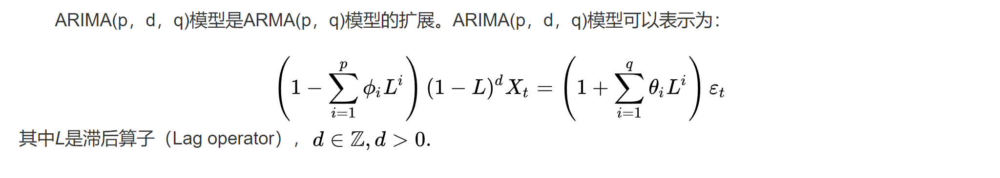 ARIMA(p，d，q)模型是ARMA(p，q)模型的扩展。ARIMA(p，d，q)模型可以表示为：
$$\left(1-\sum_{i=1}^{p}\phi_i L^i\right)(1-L)^d X_t=\left(1+\sum_{i=1}^{q}\theta_i L^i\right)\varepsilon_t$$
其中L是滞后算子（Lag operator），$d\in\mathbb{Z},d>0.$